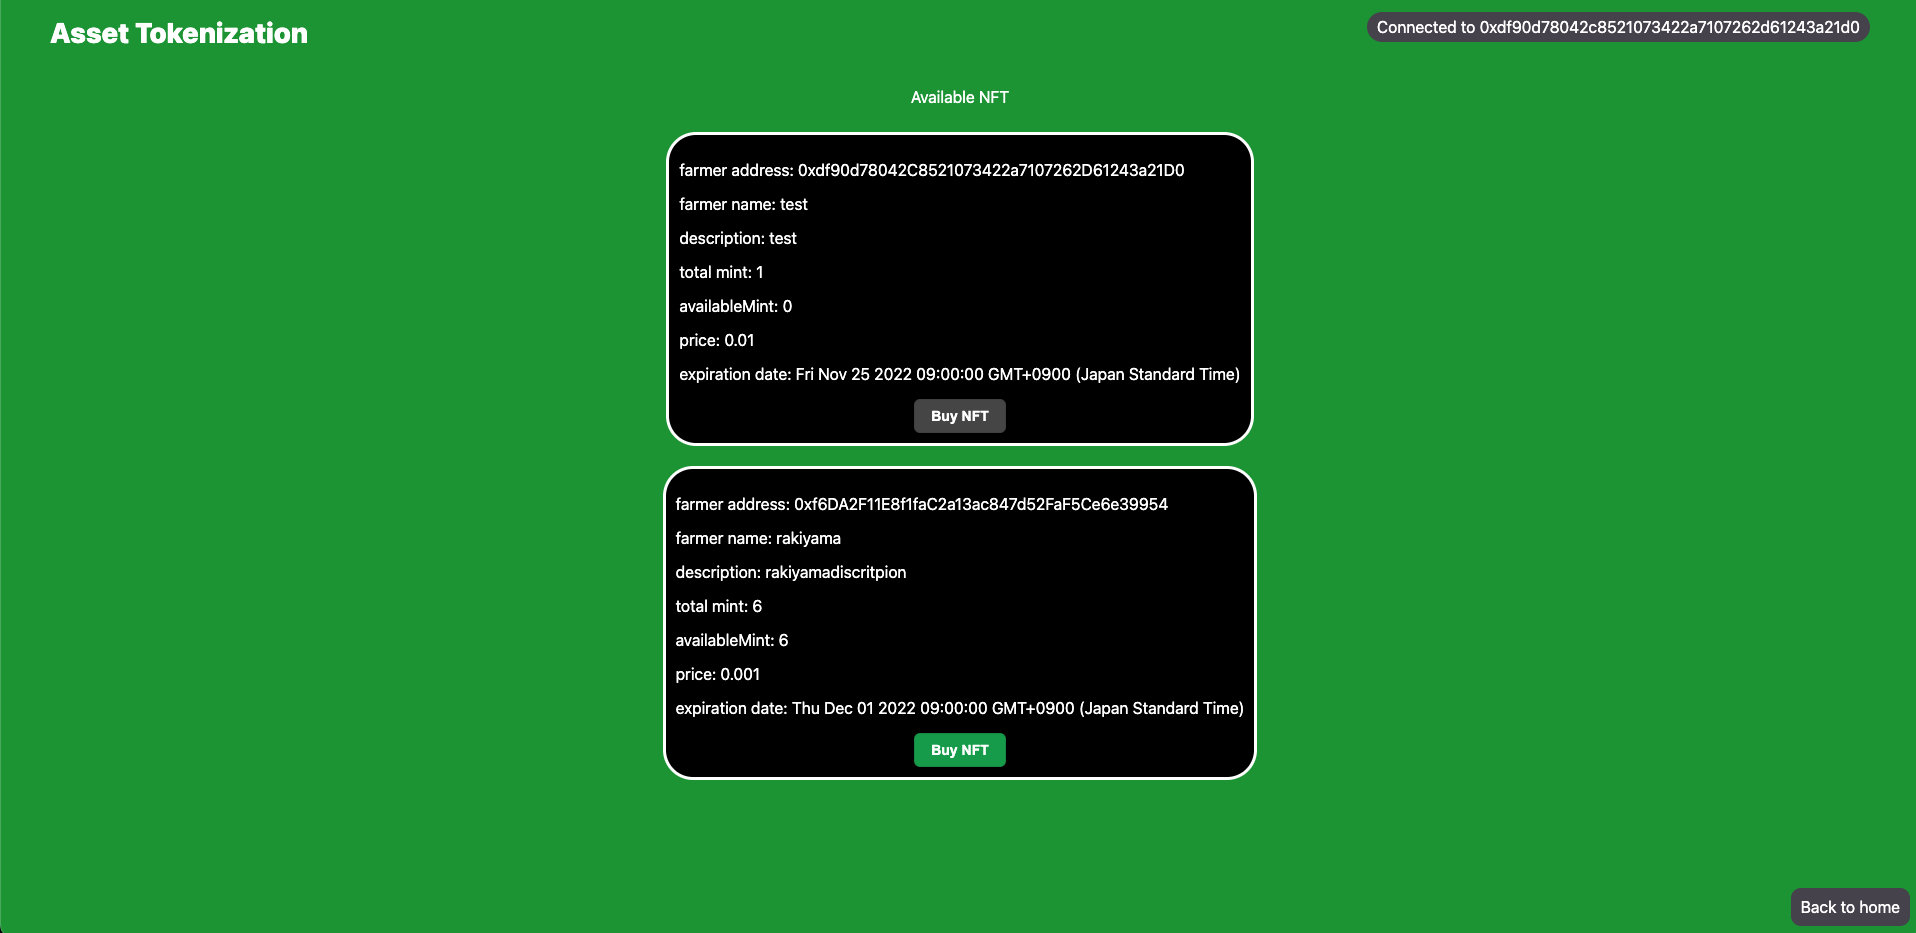 Asset Tokenization
Connected to 0xdf90d78042c8521073422a7107262d61243a21d0
Available NFT
farmer address: 0xdf90d78042C8521073422a7107262D61243a21D0
farmer name: test
description: test
total mint: 1
availableMint: 0
price: 0.01
expiration date: Fri Nov 25 2022 09:00:00 GMT+0900 (Japan Standard Time)
Buy NFT
farmer address: 0xf6DA2F11E8f1faC2a13ac847d52FaF5Ce6e39954
farmer name: rakiyama
description: rakiyamadiscritpion
total mint: 6
availableMint: 6
price: 0.001
expiration date: Thu Dec 01 2022 09:00:00 GMT+0900 (Japan Standard Time)
Buy NFT
Back to home